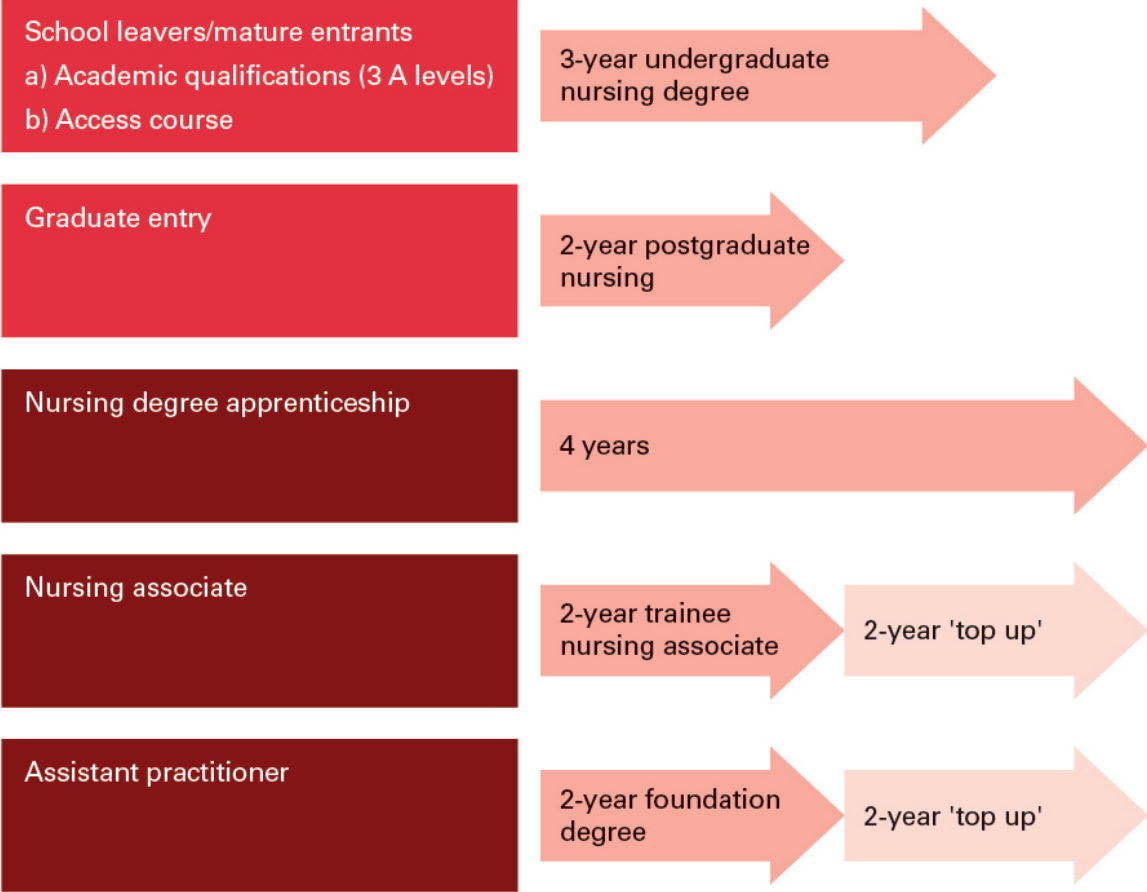 School leavers/mature entrants
a) Academic qualifications (3 A levels)
b) Access course
3-year undergraduate
nursing degree
Graduate entry
2-year postgraduate
nursing
Nursing degree apprenticeship
4 years
Nursing associate
2-year trainee
nursing associate
2-year 'top up'
Assistant practitioner
2-year foundation
degree
2-year 'top up'